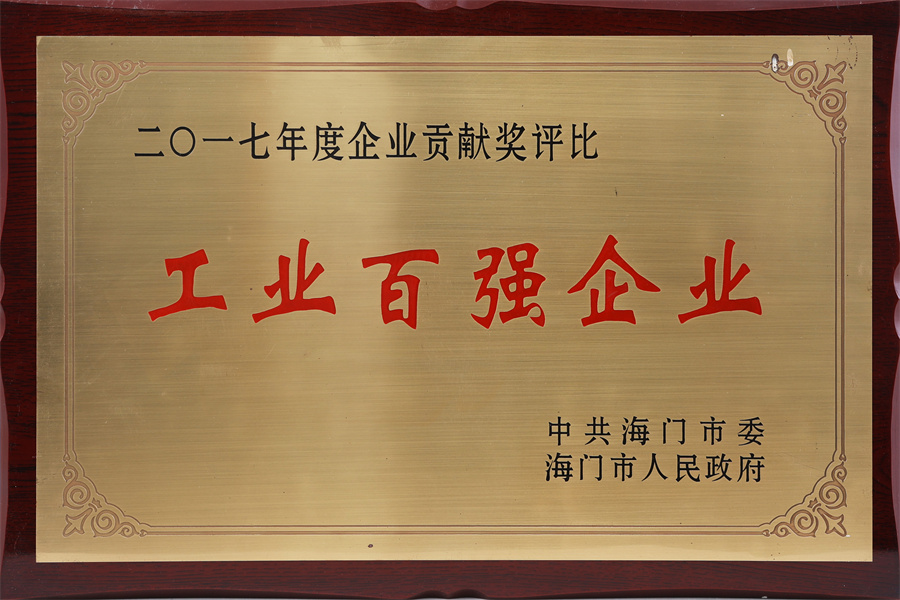 二〇一七年度企业贡献奖评比
工业百强企业
中共海门市委
海门市人民政府